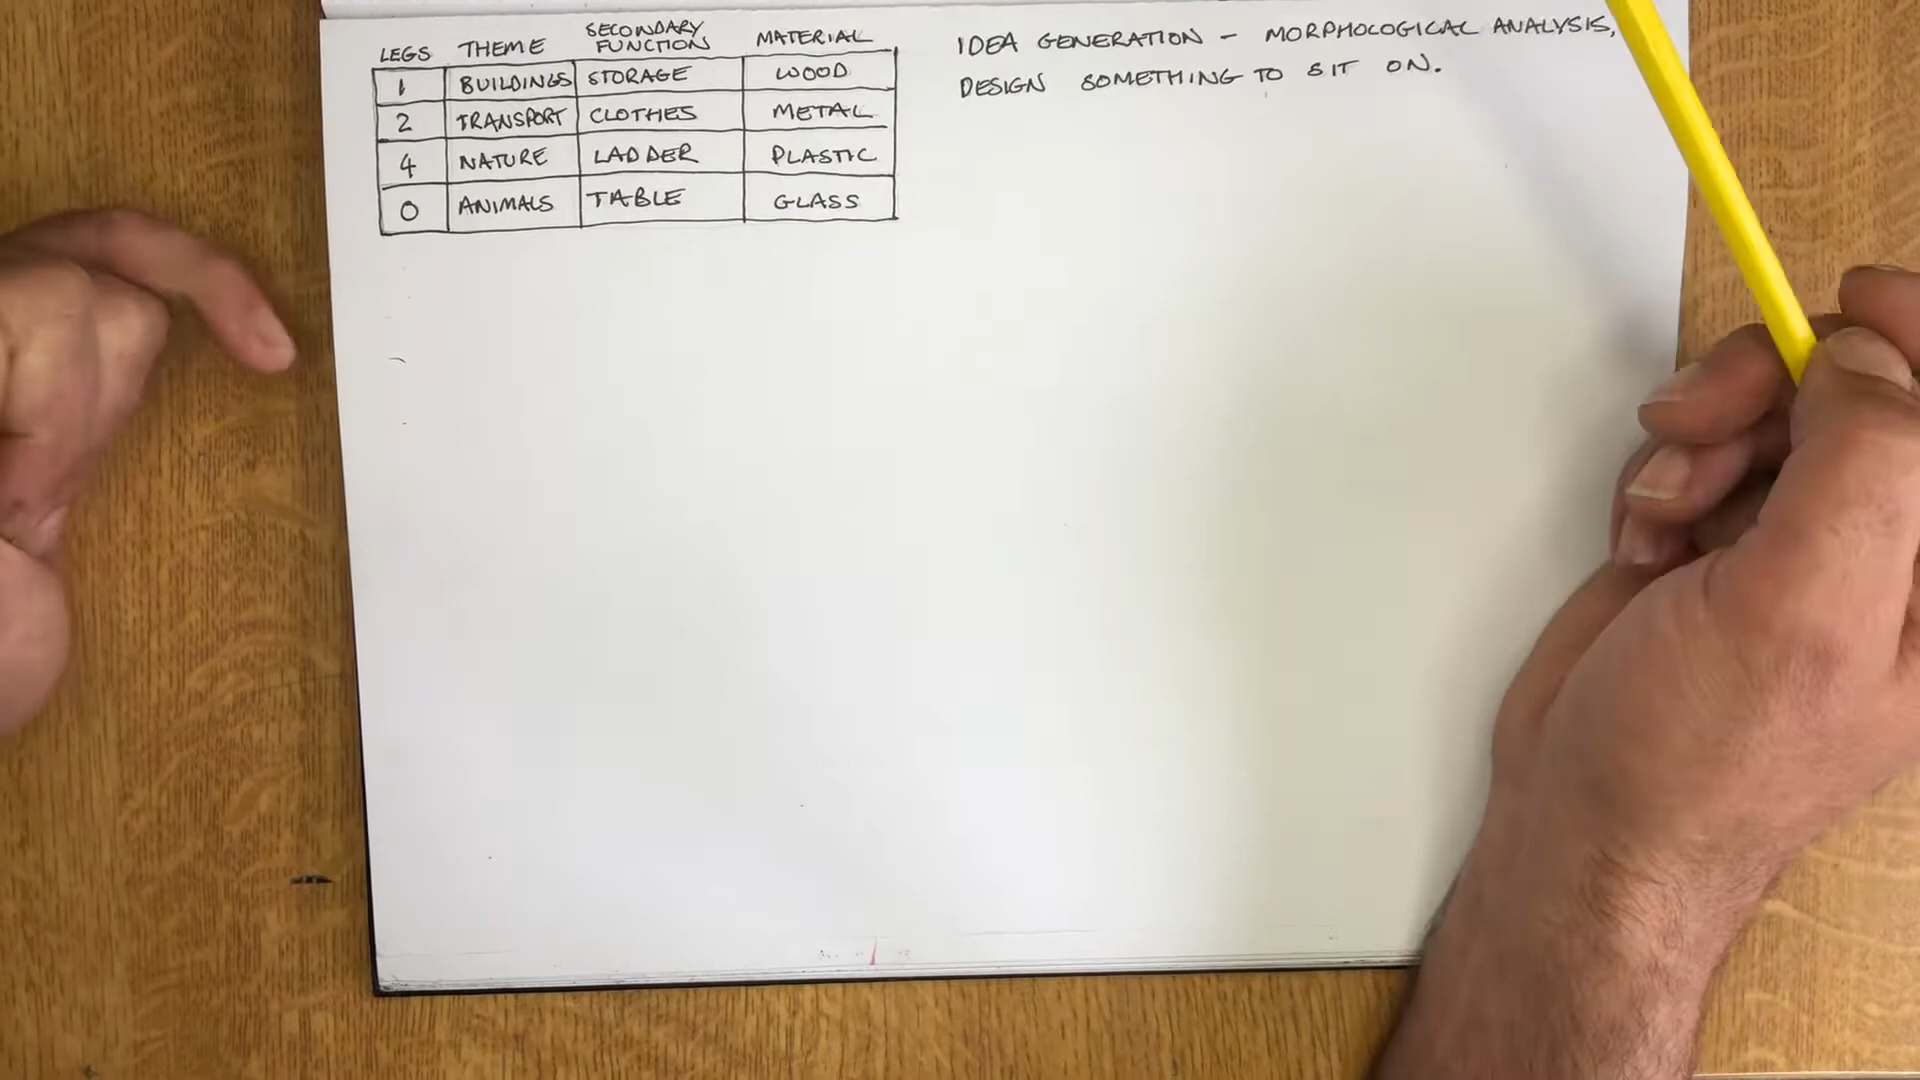 LEGS THEME SECONDARY FUNCTION MATERIAL
1 BUILDINGS STORAGE WOOD
2 TRANSPORT CLOTHES METAL
4 NATURE LADDER PLASTIC
0 ANIMALS TABLE GLASS
IDEA GENERATION - MORPHOLOGICAL ANALYSIS,
DESIGN SOMETHING TO SIT ON.